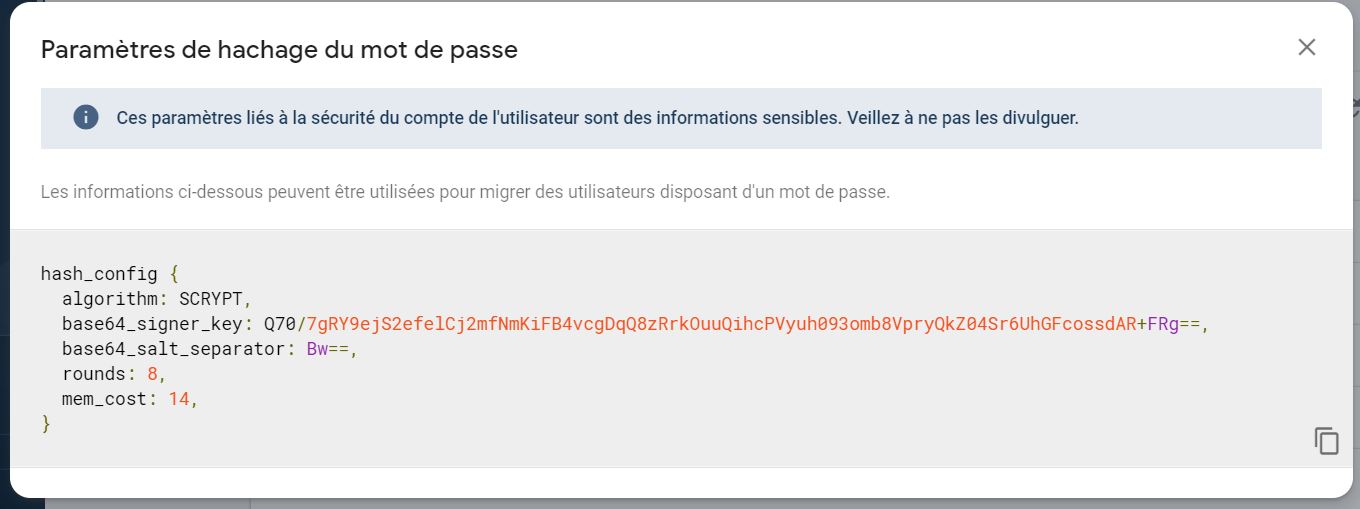 Paramètres de hachage du mot de passe
Ces paramètres liés à la sécurité du compte de l'utilisateur sont des informations sensibles. Veillez à ne pas les divulguer.
Les informations ci-dessous peuvent être utilisées pour migrer des utilisateurs disposant d'un mot de passe.
hash_config {
  algorithm: SCRYPT,
  base64_signer_key: Q70/7gRY9ejS2efelCj2mfNmKiFB4vcgDqQ8zRrkOuuQihcPVyuh093omb8VpryQkZ04Sr6UhGFcossdAR+FRg==,
  base64_salt_separator: Bw==,
  rounds: 8,
  mem_cost: 14,
}